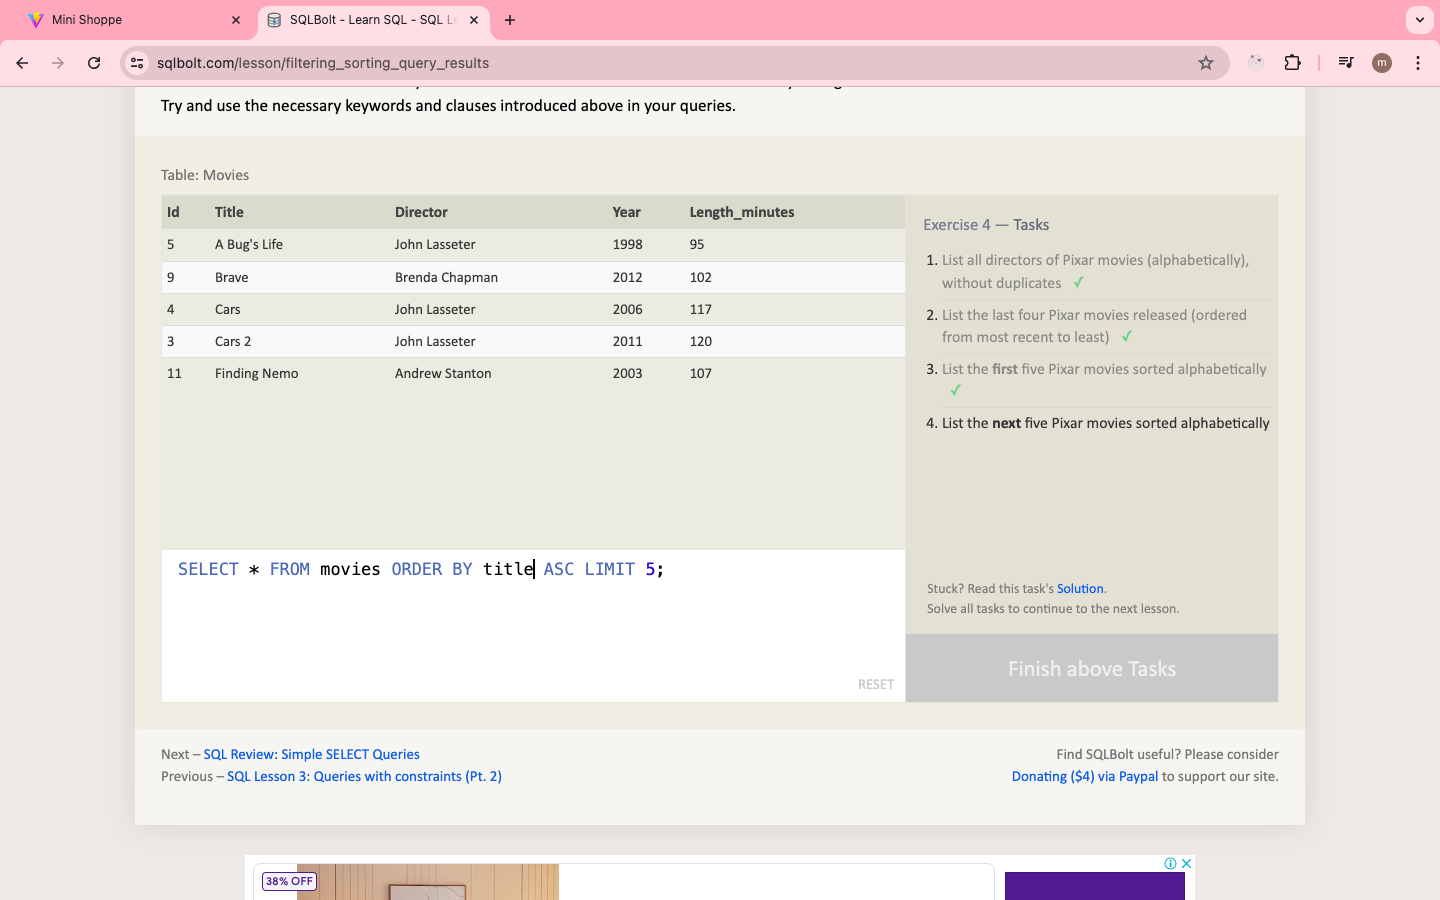 Mini Shoppe
SQLBolt - Learn SQL - SQL Le
sqlbolt.com/lesson/filtering_sorting_query_results
m
Try and use the necessary keywords and clauses introduced above in your queries.
Table: Movies
Id Title Director Year Length_minutes
5 A Bug's Life John Lasseter 1998 95
9 Brave Brenda Chapman 2012 102
4 Cars John Lasseter 2006 117
3 Cars 2 John Lasseter 2011 120
11 Finding Nemo Andrew Stanton 2003 107
SELECT * FROM movies ORDER BY title ASC LIMIT 5;
RESET
Exercise 4 — Tasks
1. List all directors of Pixar movies (alphabetically),
without duplicates ✓
2. List the last four Pixar movies released (ordered
from most recent to least) ✓
3. List the first five Pixar movies sorted alphabetically
✓
4. List the next five Pixar movies sorted alphabetically
Stuck? Read this task's Solution.
Solve all tasks to continue to the next lesson.
Finish above Tasks
Next – SQL Review: Simple SELECT Queries
Previous – SQL Lesson 3: Queries with constraints (Pt. 2)
Find SQLBolt useful? Please consider
Donating ($4) via Paypal to support our site.
38% OFF